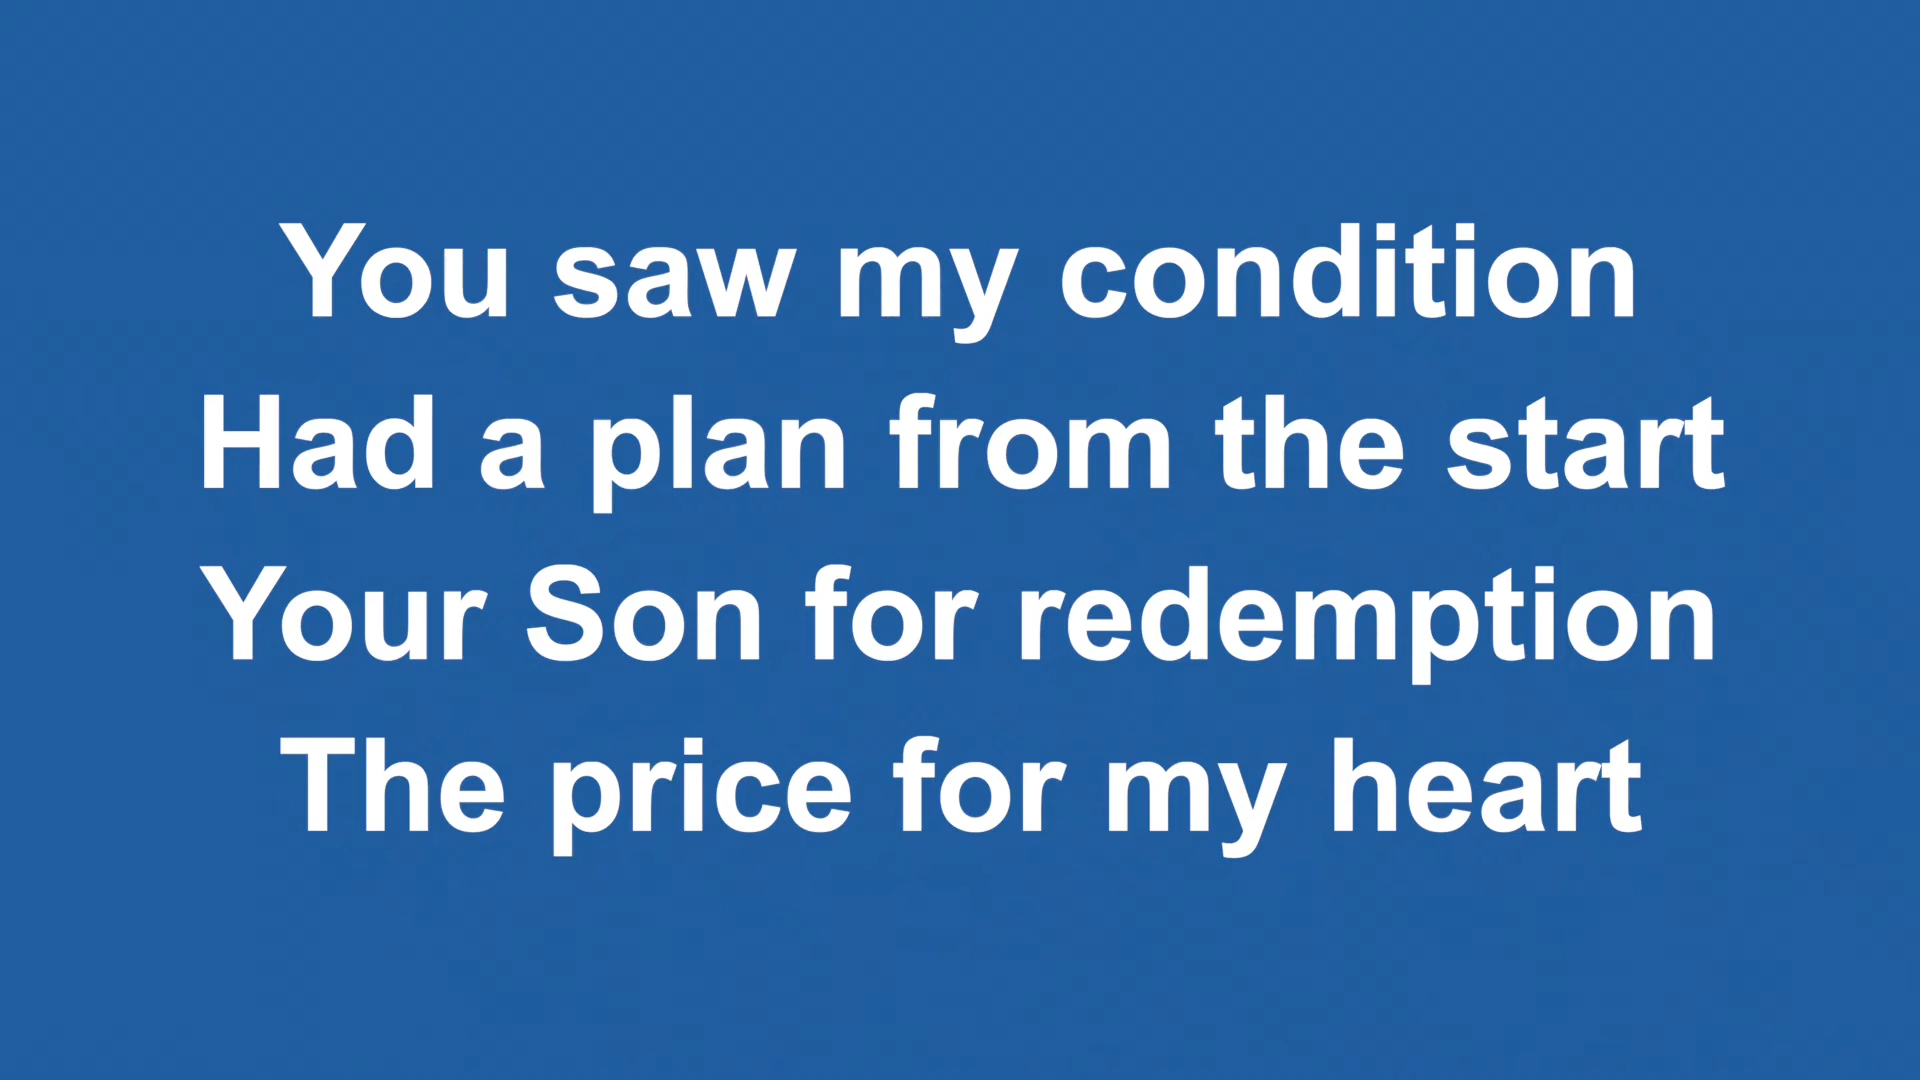 You saw my condition
Had a plan from the start
Your Son for redemption
The price for my heart